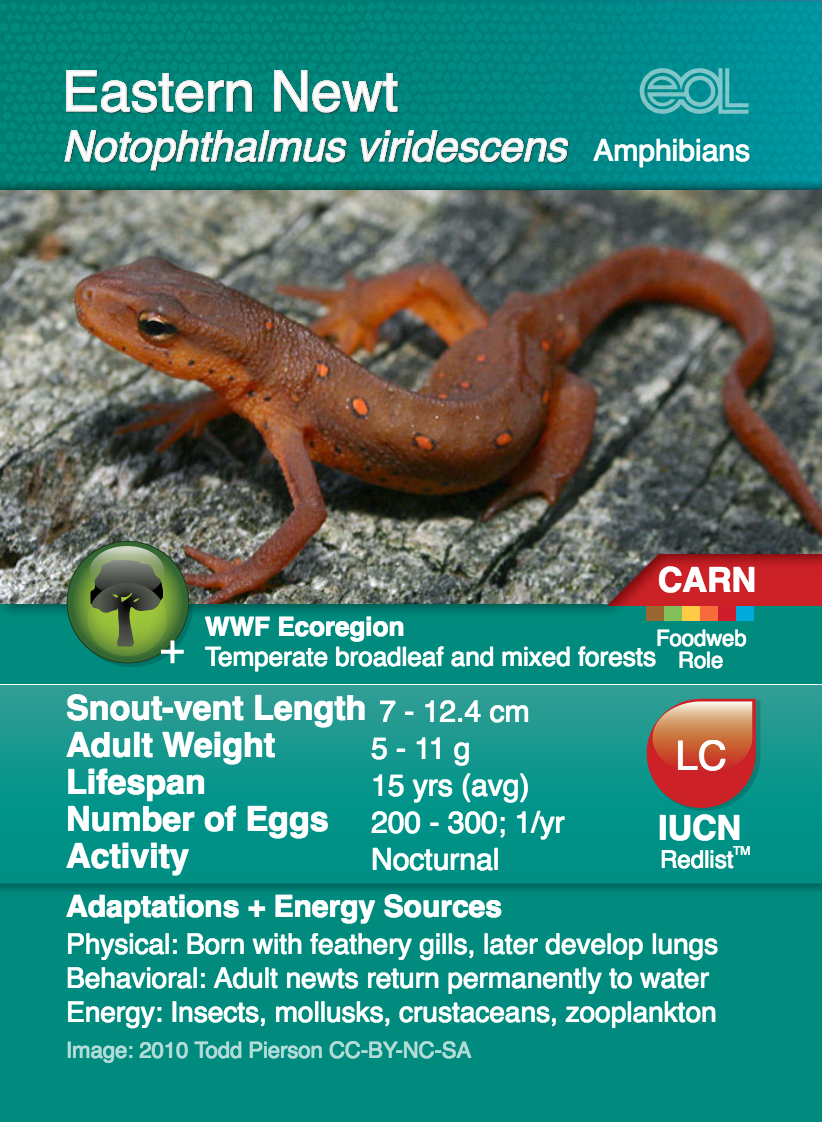 Eastern Newt
eOL
Notophthalmus viridescens
Amphibians
CARN
Foodweb
Role
WWF Ecoregion
Temperate broadleaf and mixed forests
Snout-vent Length 7 - 12.4 cm
Adult Weight 5 - 11 g
Lifespan 15 yrs (avg)
Number of Eggs 200 - 300; 1/yr
Activity Nocturnal
LC
IUCN
Redlist™
Adaptations + Energy Sources
Physical: Born with feathery gills, later develop lungs
Behavioral: Adult newts return permanently to water
Energy: Insects, mollusks, crustaceans, zooplankton
Image: 2010 Todd Pierson CC-BY-NC-SA